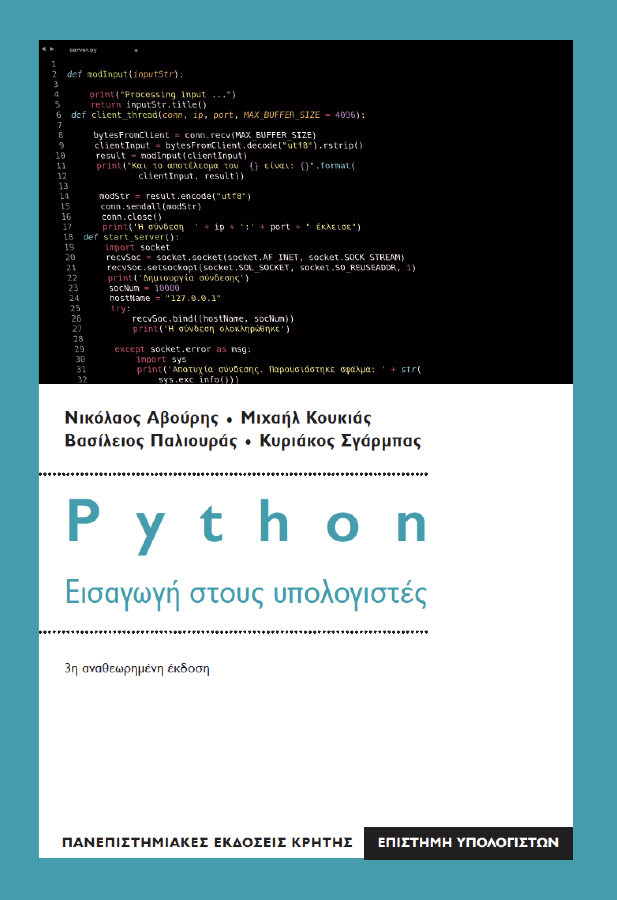 server.py
1
2 def modInput(inputStr):
3
4 print("Processing input ...")
5 return inputStr.title()
6 def client_thread(conn, ip, port, MAX_BUFFER_SIZE = 4096):
7
8 bytesFromClient = conn.recv(MAX_BUFFER_SIZE)
9 clientInput = bytesFromClient.decode("utf8").rstrip()
10 result = modInput(clientInput)
11 print("Και το αποτέλεσμα του {} είναι: {}".format(
12 clientInput, result))
13
14 modStr = result.encode("utf8")
15 conn.sendall(modStr)
16 conn.close()
17 print('Η σύνδεση ' + ip + ':' + port + " έκλεισε")
18 def start_server():
19 import socket
20 recvSoc = socket.socket(socket.AF_INET, socket.SOCK_STREAM)
21 recvSoc.setsockopt(socket.SOL_SOCKET, socket.SO_REUSEADDR, 1)
22 print('Δημιουργία σύνδεσης')
23 socNum = 10000
24 hostName = "127.0.0.1"
25 try:
26 recvSoc.bind((hostName, socNum))
27 print('Η σύνδεση ολοκληρώθηκε')
28
29 except socket.error as msg:
30 import sys
31 print('Αποτυχία σύνδεσης. Παρουσιάστηκε σφάλμα: ' + str(
32 sys.exc_info()))
Νικόλαος Αβούρης • Μιχαήλ Κουκιάς
Βασίλειος Παλιουράς • Κυριάκος Σγάρμπας
Python
Εισαγωγή στους υπολογιστές
3η αναθεωρημένη έκδοση
ΠΑΝΕΠΙΣΤΗΜΙΑΚΕΣ ΕΚΔΟΣΕΙΣ ΚΡΗΤΗΣ ΕΠΙΣΤΗΜΗ ΥΠΟΛΟΓΙΣΤΩΝ